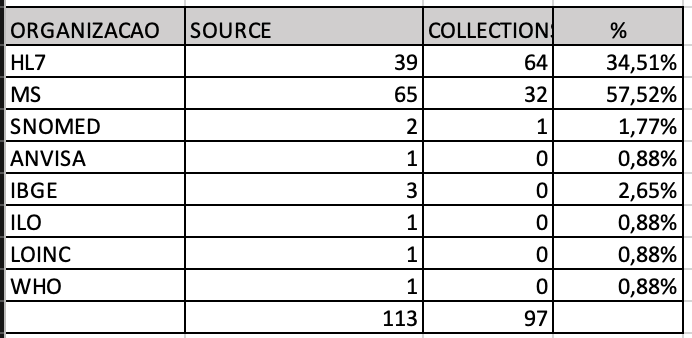 ORGANIZACAO SOURCE COLLECTION %
HL7 39 64 34,51%
MS 65 32 57,52%
SNOMED 2 1 1,77%
ANVISA 1 0 0,88%
IBGE 3 0 2,65%
ILO 1 0 0,88%
LOINC 1 0 0,88%
WHO 1 0 0,88%
113 97